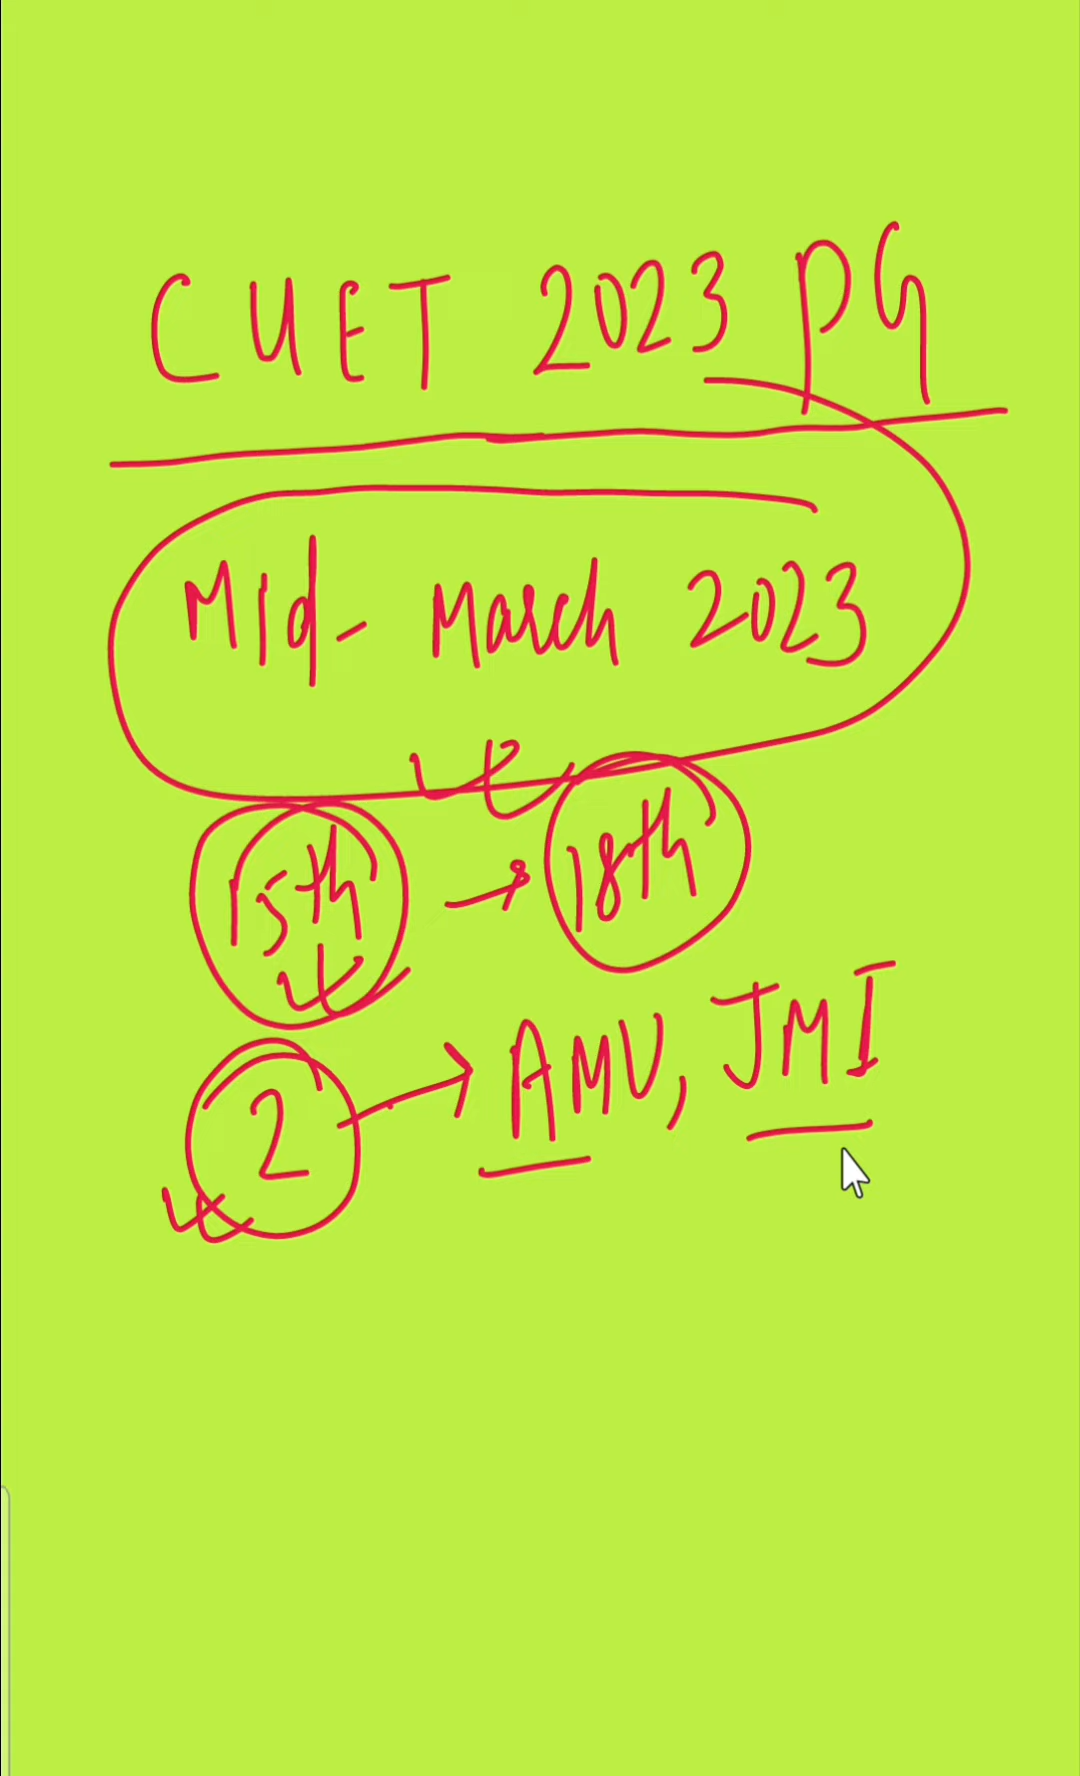 CUET 2023 PG
Mid- March 2023
15th → 18th
2 → AMU, JMI